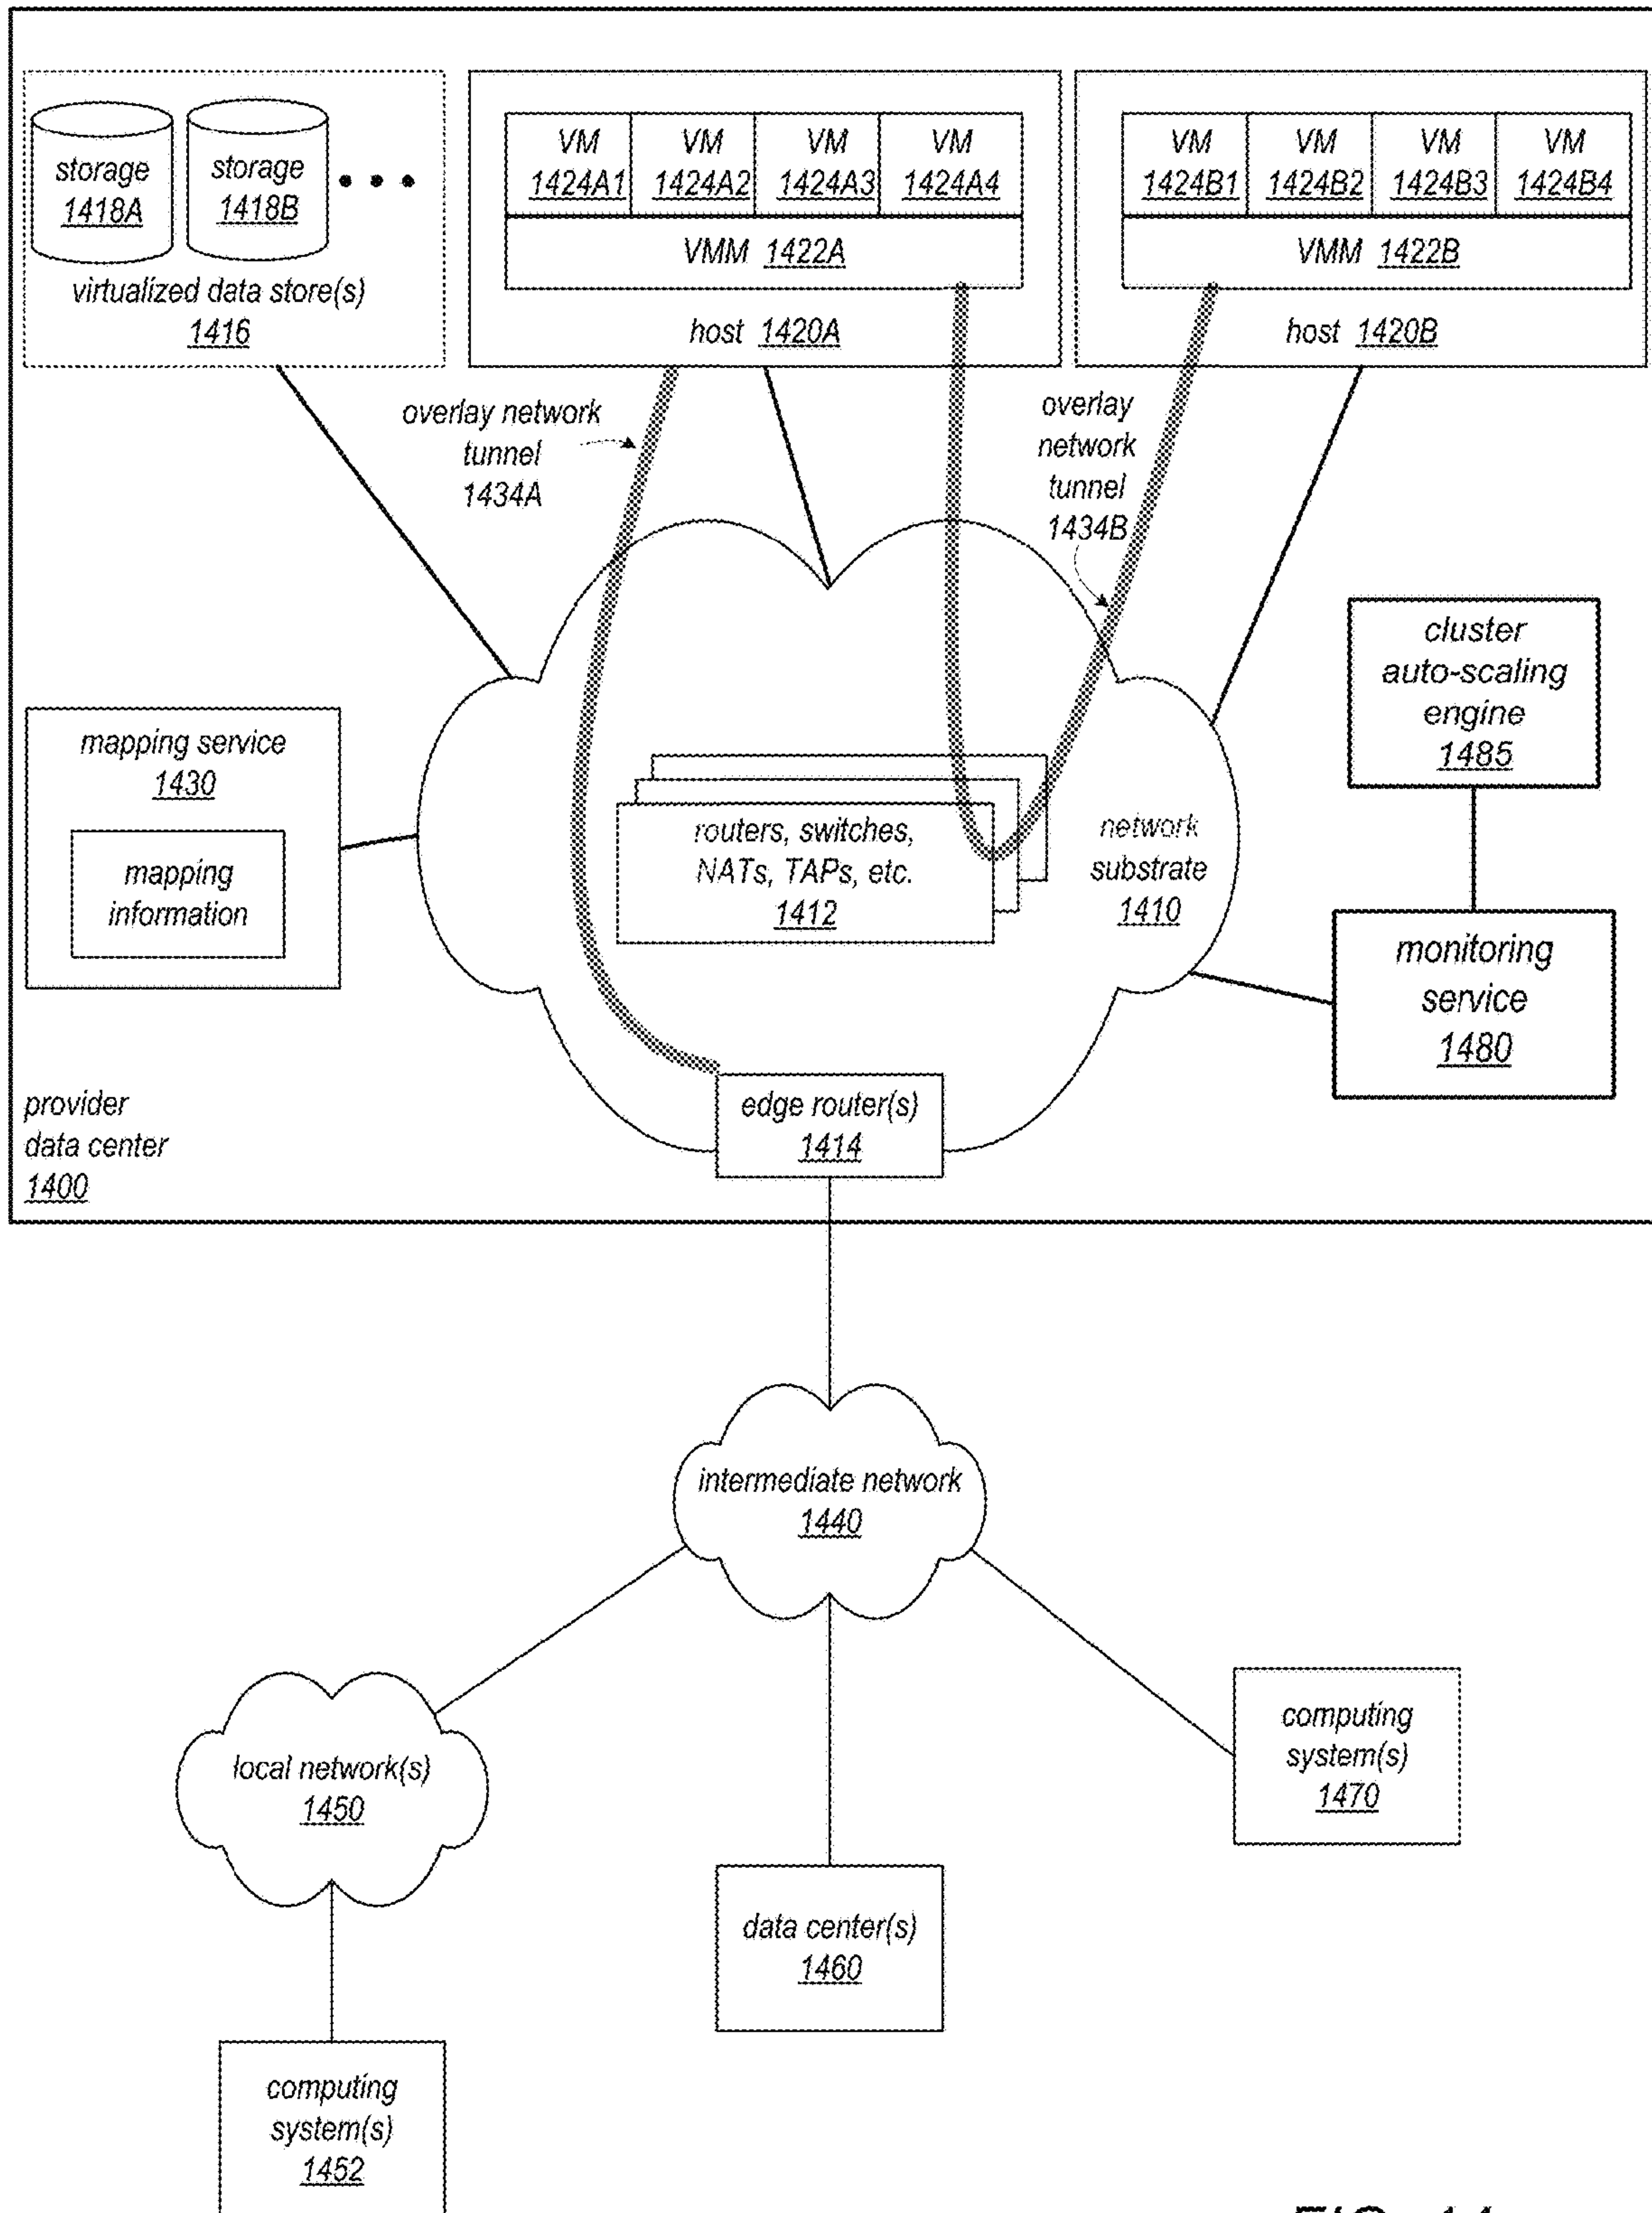 storage
1418A
storage
1418B
virtualized data store(s)
1416
VM
1424A1
VM
1424A2
VM
1424A3
VM
1424A4
VMM 1422A
host 1420A
VM
1424B1
VM
1424B2
VM
1424B3
VM
1424B4
VMM 1422B
host 1420B
overlay network
tunnel
1434A
overlay
network
tunnel
1434B
cluster
auto-scaling
engine
1485
mapping service
1430
mapping
information
routers, switches,
NATs, TAPs, etc.
1412
network
substrate
1410
monitoring
service
1480
edge router(s)
1414
provider
data center
1400
intermediate network
1440
local network(s)
1450
computing
system(s)
1470
data center(s)
1460
computing
system(s)
1452